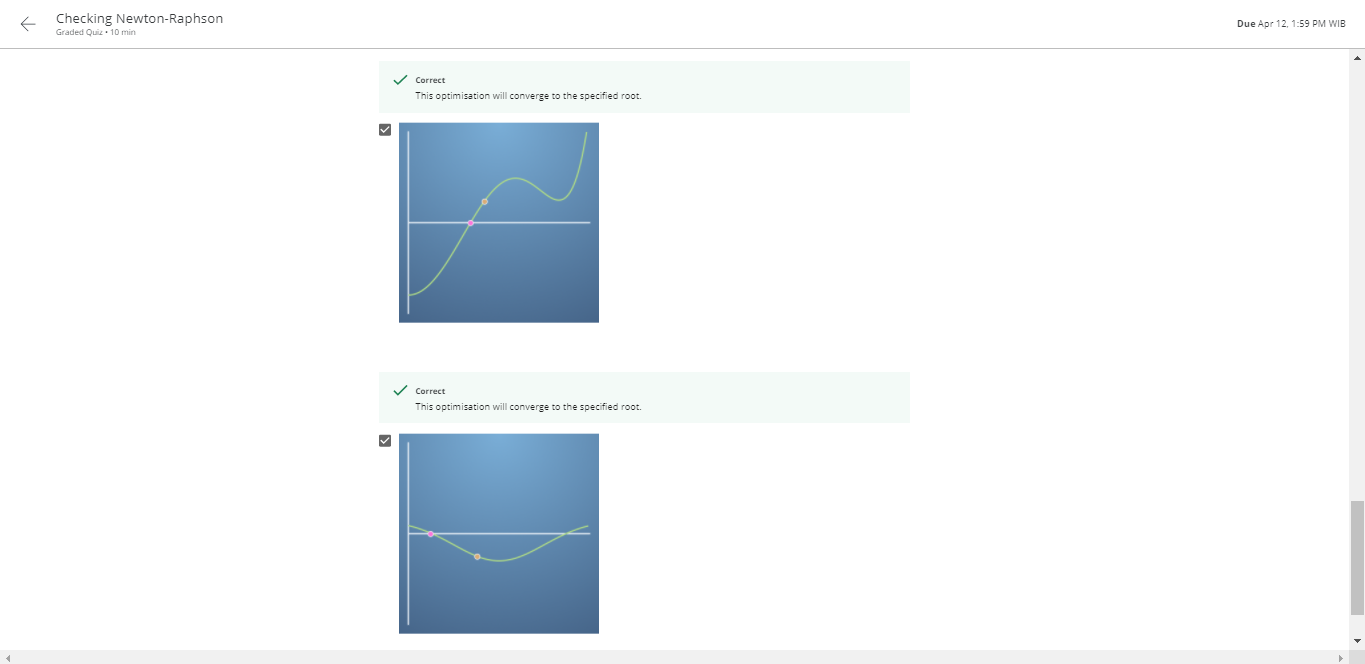 Checking Newton-Raphson
Graded Quiz • 10 min
Due Apr 12, 1:59 PM WIB
Correct
This optimisation will converge to the specified root.
Correct
This optimisation will converge to the specified root.